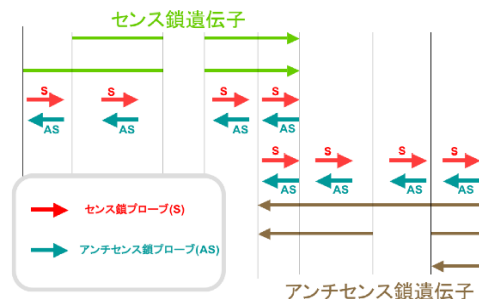 センス鎖遺伝子
S S S S
AS AS AS AS
S S S S
AS AS AS AS
センス鎖プローブ(S)
アンチセンス鎖プローブ(AS)
アンチセンス鎖遺伝子